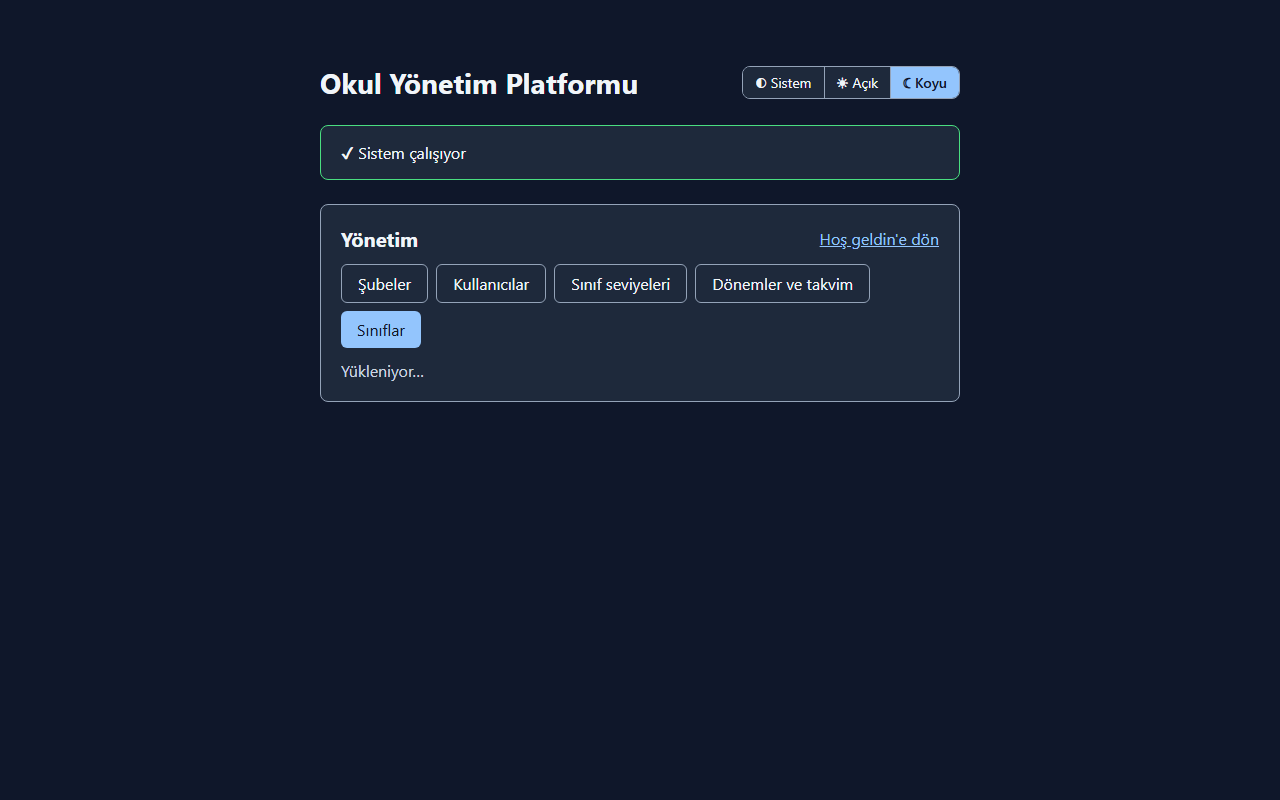 Okul Yönetim Platformu
◐ Sistem ☀ Açık ☾ Koyu
✓ Sistem çalışıyor
Yönetim Hoş geldin'e dön
Şubeler Kullanıcılar Sınıf seviyeleri Dönemler ve takvim
Sınıflar
Yükleniyor...